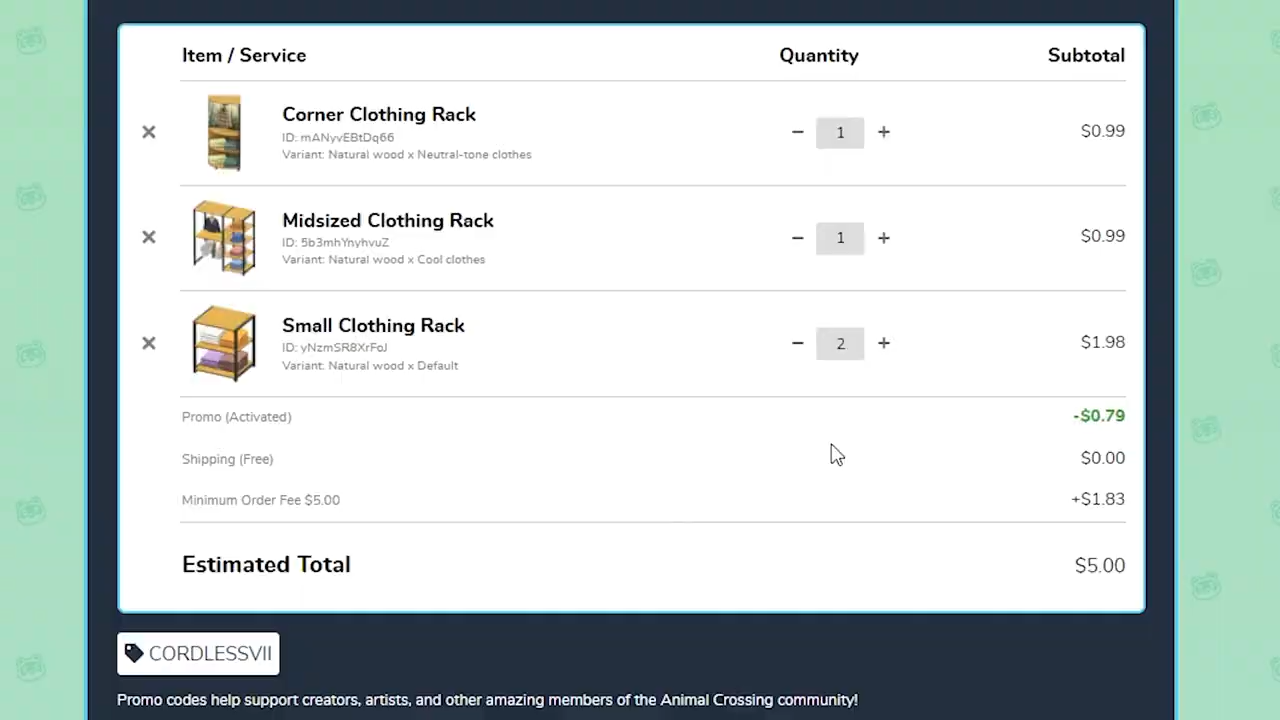 Item / Service Quantity Subtotal
Corner Clothing Rack
ID: mANyvEBtDq66
Variant: Natural wood x Neutral-tone clothes
− 1 + $0.99
Midsized Clothing Rack
ID: 5b3mhYnyhvuZ
Variant: Natural wood x Cool clothes
− 1 + $0.99
Small Clothing Rack
ID: yNzmSR8XrFoJ
Variant: Natural wood x Default
− 2 + $1.98
Promo (Activated) -$0.79
Shipping (Free) $0.00
Minimum Order Fee $5.00 +$1.83
Estimated Total $5.00
CORDLESSVII
Promo codes help support creators, artists, and other amazing members of the Animal Crossing community!